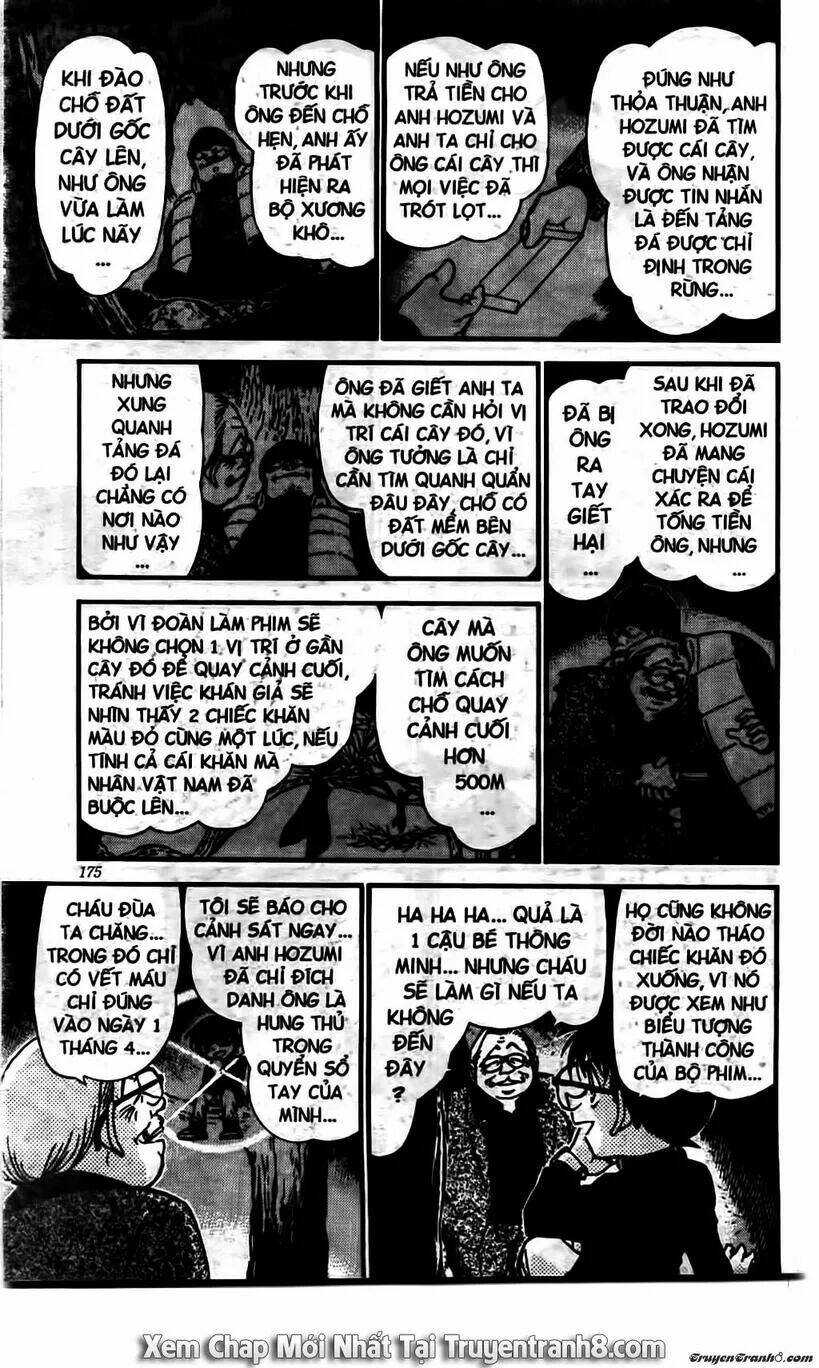 ĐÚNG NHƯ
THỎA THUẬN, ANH
HOZUMI ĐÃ TÌM
ĐƯỢC CÁI CÂY,
VÀ ÔNG NHẬN
ĐƯỢC TIN NHẮN
LÀ ĐẾN TẢNG
ĐÁ ĐƯỢC CHỈ
ĐỊNH TRONG
RỪNG...
NẾU NHƯ ÔNG
TRẢ TIỀN CHO
ANH HOZUMI VÀ
ANH TA CHỈ CHO
ÔNG CÁI CÂY THÌ
MỌI VIỆC ĐÃ
TRÓT LỌT...
NHƯNG
TRƯỚC KHI
ÔNG ĐẾN CHỖ
HẸN, ANH ẤY
ĐÃ PHÁT
HIỆN RA
BỘ XƯƠNG
KHÔ...
KHI ĐÀO
CHỖ ĐẤT
DƯỚI GỐC
CÂY LÊN,
NHƯ ÔNG
VỪA LÀM
LÚC NÃY
...
SAU KHI ĐÃ
TRAO ĐỔI
XONG, HOZUMI
ĐÃ MANG
CHUYỆN CÁI
XÁC RA ĐỂ
TỐNG TIỀN
ÔNG, NHƯNG
...
ĐÃ BỊ
ÔNG
RA
TAY
GIẾT
HẠI
...
ÔNG ĐÃ GIẾT ANH TA
MÀ KHÔNG CẦN HỎI VỊ
TRÍ CÁI CÂY ĐÓ, VÌ
ÔNG TƯỞNG LÀ CHỈ
CẦN TÌM QUANH QUẨN
ĐÂU ĐÂY, CHỖ CÓ
ĐẤT MỀM BÊN
DƯỚI GỐC CÂY...
NHƯNG
XUNG
QUANH
TẢNG ĐÁ
ĐÓ LẠI
CHẲNG CÓ
NƠI NÀO
NHƯ VẬY
...
CÂY MÀ
ÔNG MUỐN
TÌM CÁCH
CHỖ QUAY
CẢNH CUỐI
HƠN
500M
...
BỞI VÌ ĐOÀN LÀM PHIM SẼ
KHÔNG CHỌN 1 VỊ TRÍ Ở GẦN
CÂY ĐÓ ĐỂ QUAY CẢNH CUỐI,
TRÁNH VIỆC KHÁN GIẢ SẼ
NHÌN THẤY 2 CHIẾC KHĂN
MÀU ĐỎ CÙNG MỘT LÚC, NẾU
TÍNH CẢ CÁI KHĂN MÀ
NHÂN VẬT NAM ĐÃ
BUỘC LÊN...
175
HỌ CŨNG KHÔNG
ĐỜI NÀO THÁO
CHIẾC KHĂN ĐÓ
XUỐNG, VÌ NÓ
ĐƯỢC XEM NHƯ
BIỂU TƯỢNG
THÀNH CÔNG
CỦA BỘ PHIM...
HA HA HA... QUẢ LÀ
1 CẬU BÉ THÔNG
MINH... NHƯNG CHÁU
SẼ LÀM GÌ NẾU TA
KHÔNG
ĐẾN
ĐÂY
?
TÔI SẼ BÁO CHO
CẢNH SÁT NGAY...
VÌ ANH HOZUMI
ĐÃ CHỈ ĐÍCH
DANH ÔNG LÀ
HUNG THỦ
TRONG
QUYỂN SỔ
TAY CỦA
MÌNH...
CHÁU ĐÙA
TA CHĂNG...
TRONG ĐÓ CHỈ
CÓ VẾT MÁU
CHỈ ĐÚNG
VÀO NGÀY 1
THÁNG 4...
Xem Chap Mới Nhất Tại Truyentranh8.com
TruyenTranh8.com